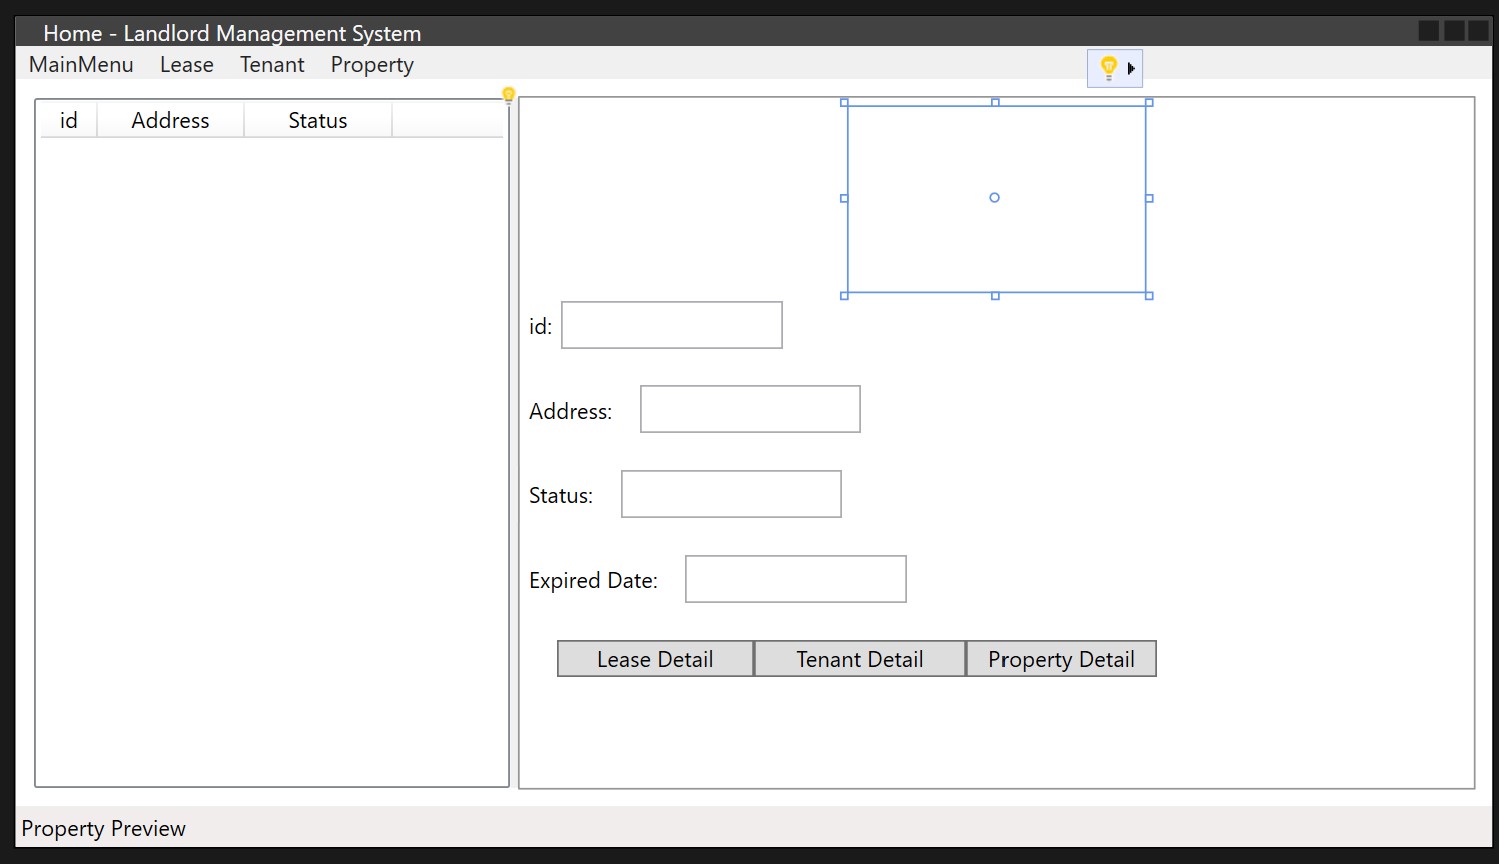 Home - Landlord Management System
MainMenu Lease Tenant Property
id Address Status
id:
Address:
Status:
Expired Date:
Lease Detail Tenant Detail Property Detail
Property Preview